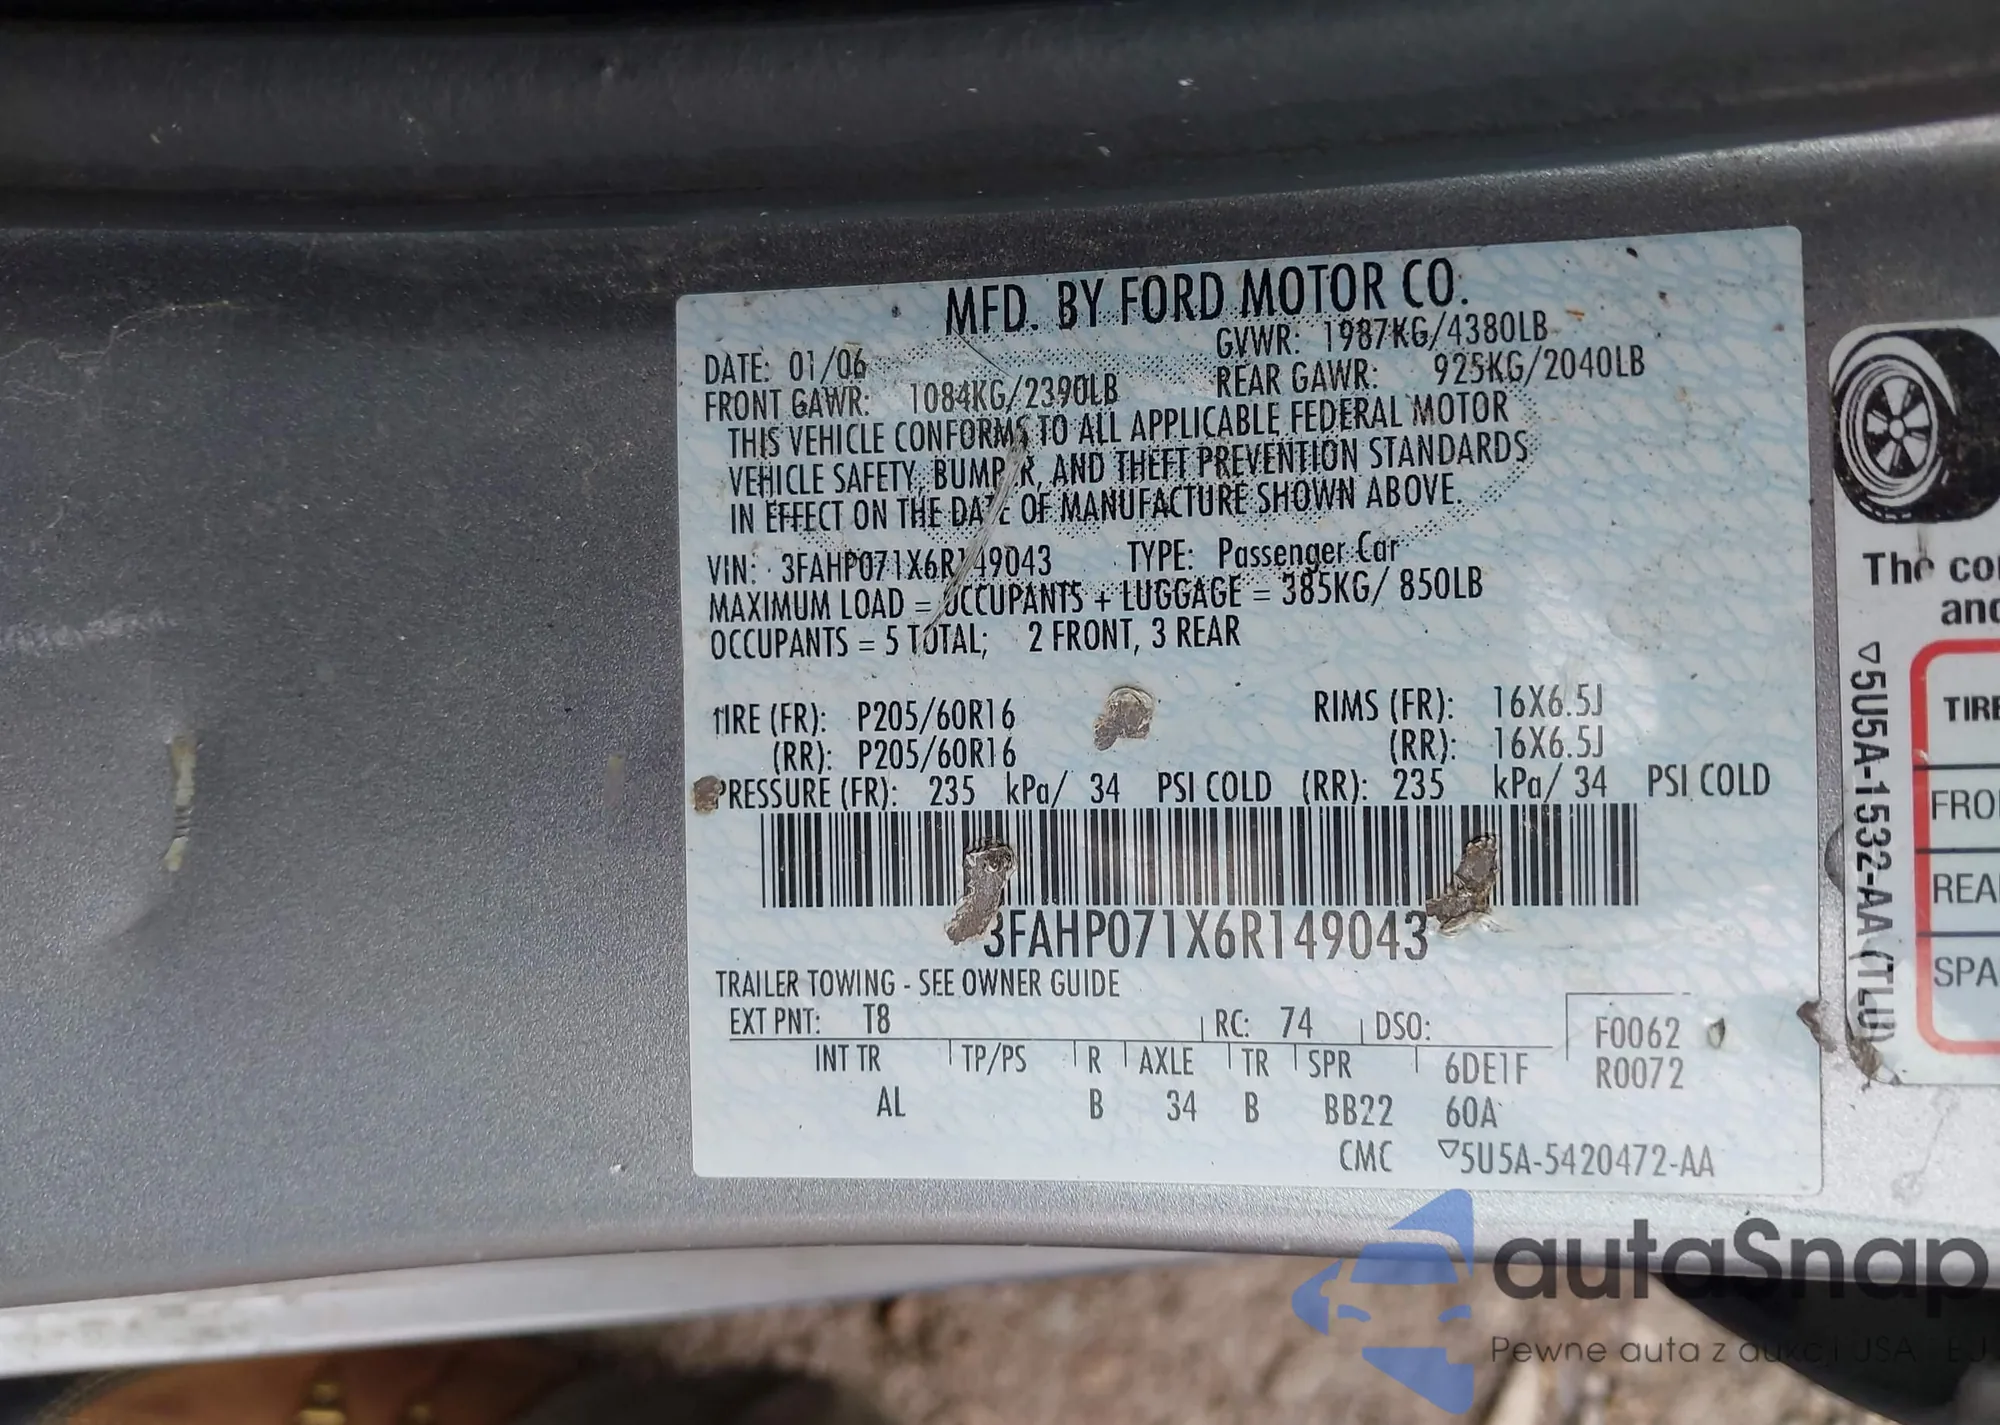 MFD. BY FORD MOTOR CO.
DATE: 01/06
GVWR: 1987KG/4380LB
FRONT GAWR: 1084KG/2390LB
REAR GAWR: 925KG/2040LB
THIS VEHICLE CONFORMS TO ALL APPLICABLE FEDERAL MOTOR
VEHICLE SAFETY, BUMP R, AND THEFT PREVENTION STANDARDS
IN EFFECT ON THE DATE OF MANUFACTURE SHOWN ABOVE.
VIN: 3FAHP071X6R149043 TYPE: Passenger Car
MAXIMUM LOAD = OCCUPANTS + LUGGAGE = 385KG/ 850LB
OCCUPANTS = 5 TOTAL; 2 FRONT, 3 REAR
TIRE (FR): P205/60R16 RIMS (FR): 16X6.5J
(RR): P205/60R16 (RR): 16X6.5J
PRESSURE (FR): 235 kPa/ 34 PSI COLD (RR): 235 kPa/ 34 PSI COLD
3FAHP071X6R149043
TRAILER TOWING - SEE OWNER GUIDE
EXT PNT: T8 RC: 74 DSO: F0062
R0072
INT TR TP/PS R AXLE TR SPR 6DE1F
AL B 34 B BB22 60A
CMC ▽5U5A-5420472-AA
The co
and
▽5U5A-1532-AA (TLU)
TIRE
FRO
REA
SPA
autaSnap
Pewne auta z aukcji USA